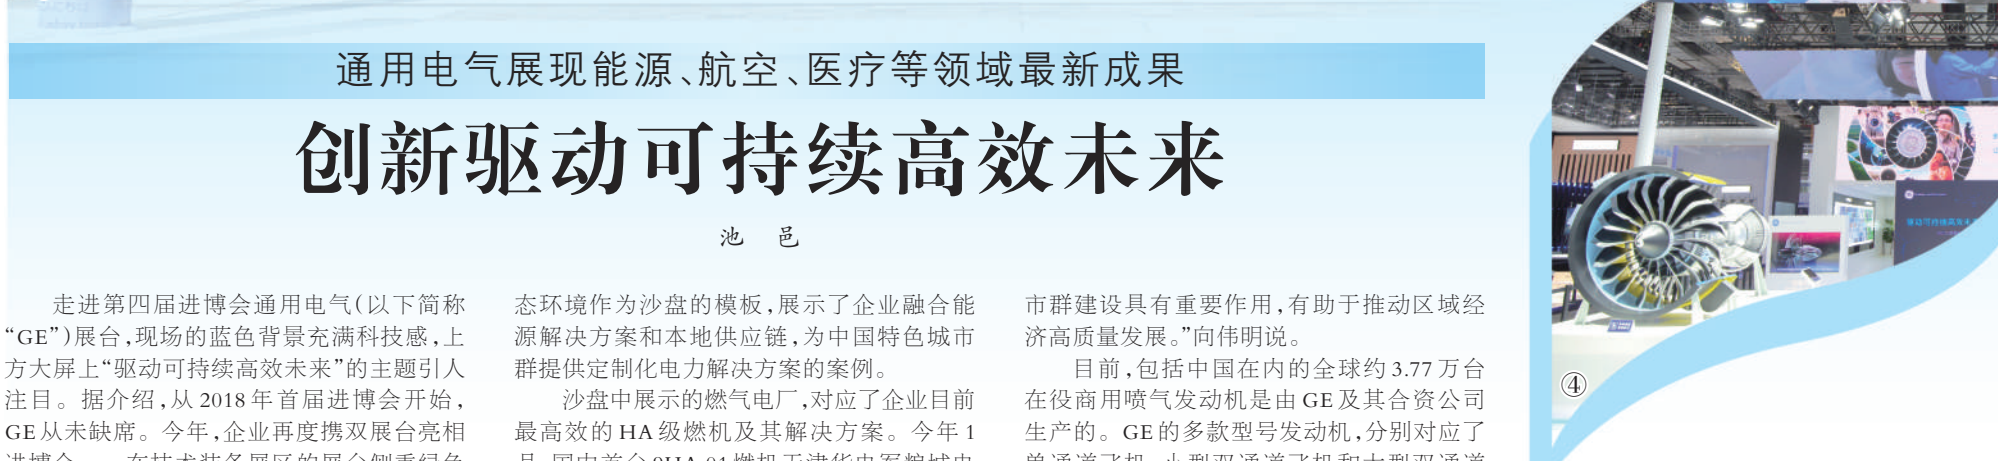 通用电气展现能源、航空、医疗等领域最新成果
创新驱动可持续高效未来
池 邑
走进第四届进博会通用电气(以下简称
“GE”)展台,现场的蓝色背景充满科技感,上
方大屏上“驱动可持续高效未来”的主题引人
注目。据介绍,从2018年首届进博会开始,
GE从未缺席。今年,企业再度携双展台亮相
态环境作为沙盘的模板,展示了企业融合能
源解决方案和本地供应链,为中国特色城市
群提供定制化电力解决方案的案例。
沙盘中展示的燃气电厂,对应了企业目前
最高效的HA级燃机及其解决方案。今年1
市群建设具有重要作用,有助于推动区域经
济高质量发展。”向伟明说。
目前,包括中国在内的全球约3.77万台
在役商用喷气发动机是由GE及其合资公司
生产的。GE的多款型号发动机,分别对应了
驱动可持续高效未来
④